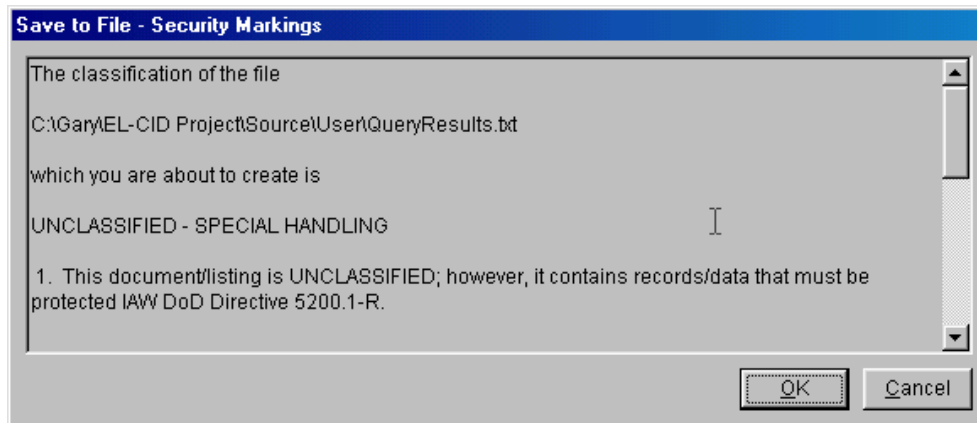 Save to File - Security Markings
The classification of the file
C:\Gary\EL-CID Project\Source\User\QueryResults.txt
which you are about to create is
UNCLASSIFIED - SPECIAL HANDLING
1. This document/listing is UNCLASSIFIED; however, it contains records/data that must be
protected IAW DoD Directive 5200.1-R.
OK Cancel